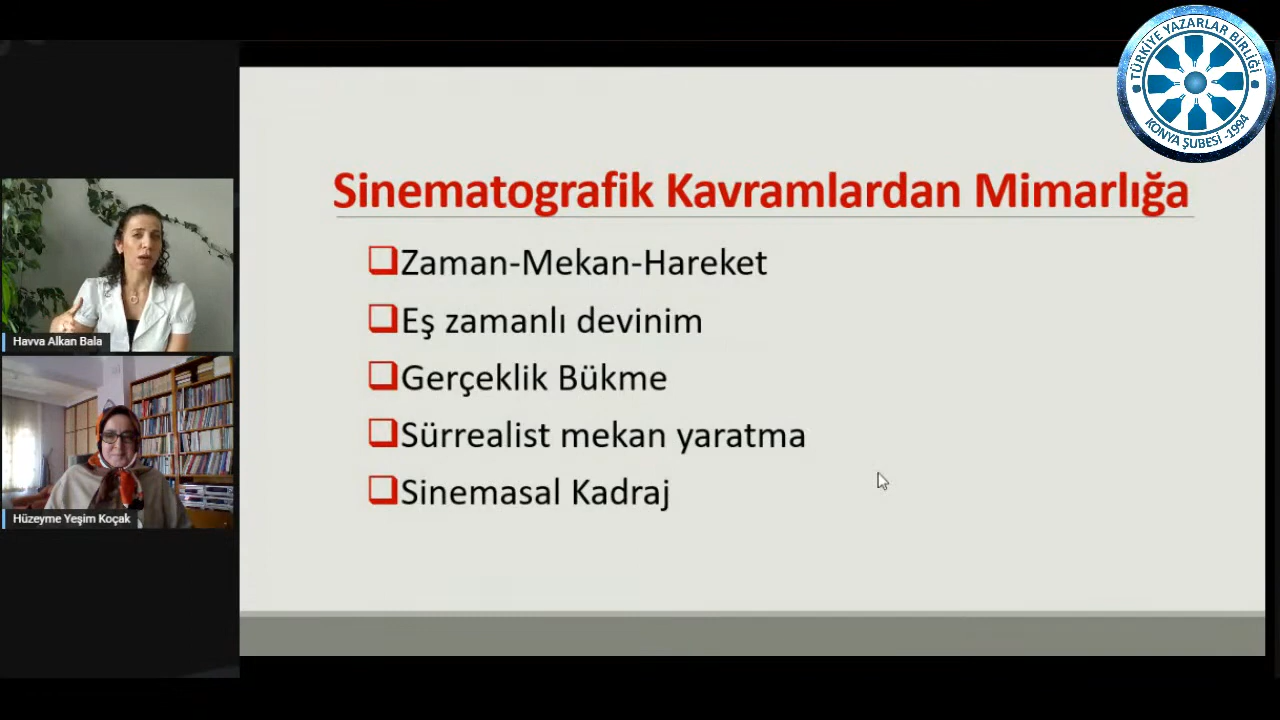 TÜRKİYE YAZARLAR BİRLİĞİ
KONYA ŞUBESİ -1994
Sinematografik Kavramlardan Mimarlığa
Zaman-Mekan-Hareket
Eş zamanlı devinim
Gerçeklik Bükme
Sürrealist mekan yaratma
Sinemasal Kadraj
Havva Alkan Bala
Hüzeyme Yeşim Koçak